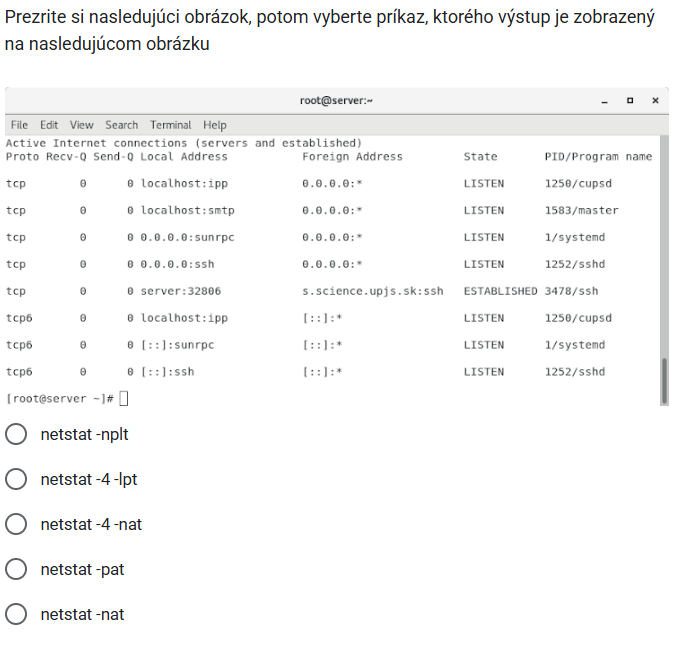 Prezrite si nasledujúci obrázok, potom vyberte príkaz, ktorého výstup je zobrazený
na nasledujúcom obrázku
root@server:~
File Edit View Search Terminal Help
Active Internet connections (servers and established)
Proto Recv-Q Send-Q Local Address Foreign Address State PID/Program name
tcp 0 0 localhost:ipp 0.0.0.0:* LISTEN 1250/cupsd
tcp 0 0 localhost:smtp 0.0.0.0:* LISTEN 1583/master
tcp 0 0 0.0.0.0:sunrpc 0.0.0.0:* LISTEN 1/systemd
tcp 0 0 0.0.0.0:ssh 0.0.0.0:* LISTEN 1252/sshd
tcp 0 0 server:32806 s.science.upjs.sk:ssh ESTABLISHED 3478/ssh
tcp6 0 0 localhost:ipp [::]:* LISTEN 1250/cupsd
tcp6 0 0 [::]:sunrpc [::]:* LISTEN 1/systemd
tcp6 0 0 [::]:ssh [::]:* LISTEN 1252/sshd
[root@server ~]#
netstat -nplt
netstat -4 -lpt
netstat -4 -nat
netstat -pat
netstat -nat